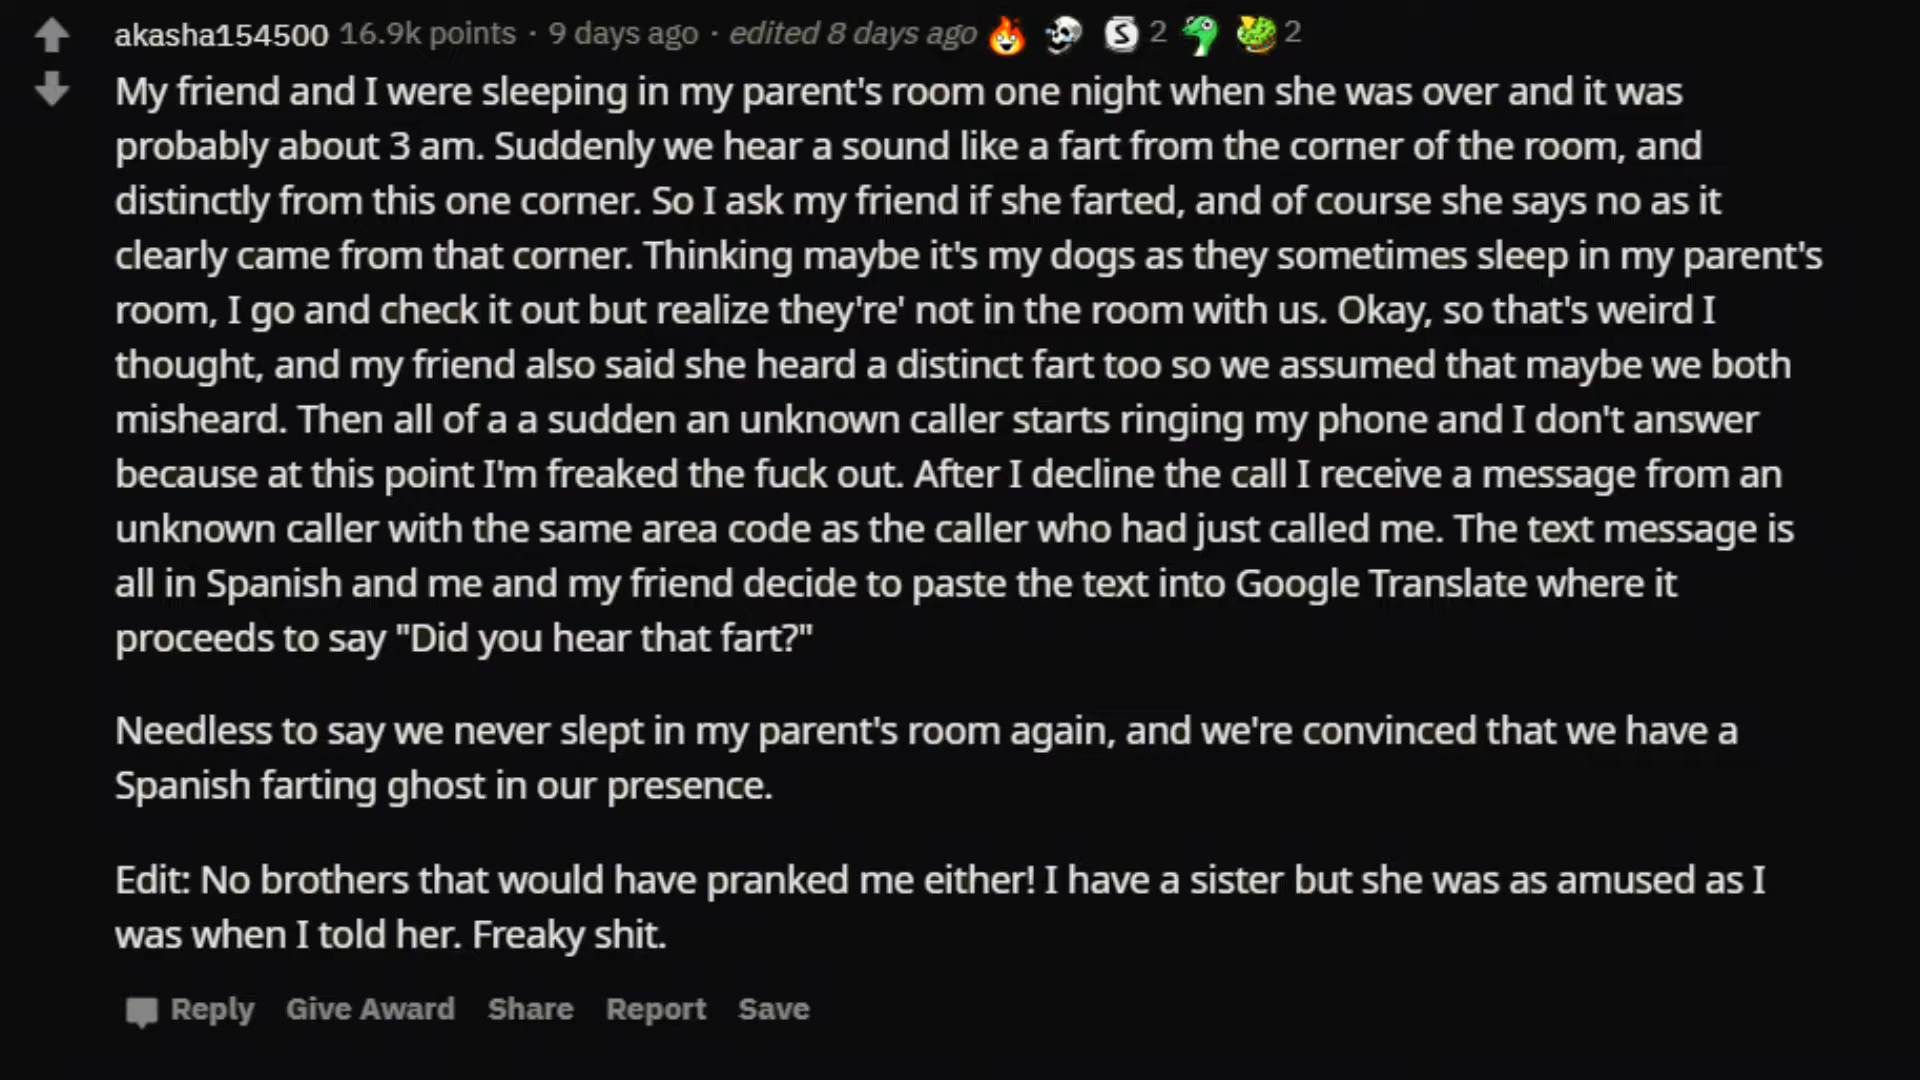 akasha154500 16.9k points · 9 days ago · edited 8 days ago S 2 2
My friend and I were sleeping in my parent's room one night when she was over and it was
probably about 3 am. Suddenly we hear a sound like a fart from the corner of the room, and
distinctly from this one corner. So I ask my friend if she farted, and of course she says no as it
clearly came from that corner. Thinking maybe it's my dogs as they sometimes sleep in my parent's
room, I go and check it out but realize they're' not in the room with us. Okay, so that's weird I
thought, and my friend also said she heard a distinct fart too so we assumed that maybe we both
misheard. Then all of a a sudden an unknown caller starts ringing my phone and I don't answer
because at this point I'm freaked the fuck out. After I decline the call I receive a message from an
unknown caller with the same area code as the caller who had just called me. The text message is
all in Spanish and me and my friend decide to paste the text into Google Translate where it
proceeds to say "Did you hear that fart?"
Needless to say we never slept in my parent's room again, and we're convinced that we have a
Spanish farting ghost in our presence.
Edit: No brothers that would have pranked me either! I have a sister but she was as amused as I
was when I told her. Freaky shit.
Reply Give Award Share Report Save